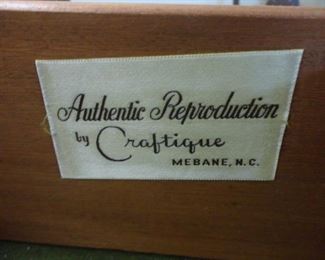 Authentic Reproduction
by Craftique
MEBANE, N.C.